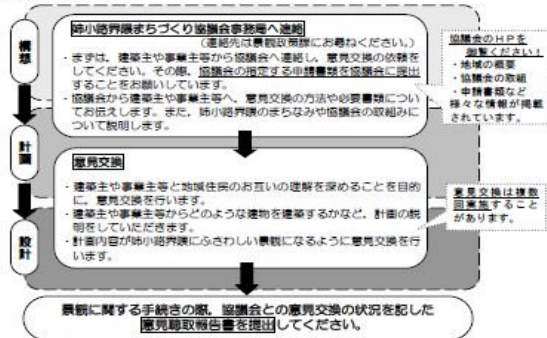 構想
姉小路界隈まちづくり協議会事務局へ連絡
（連絡先は景観政策課にお尋ねください。）
・まずは、建築主や事業主等から協議会へ連絡し、意見交換の依頼を
してください。その際、協議会の指定する申請書類を協議会に提出
することをお願いしています。
・協議会から建築主や事業主等へ、意見交換の方法や必要書類につい
てお伝えします。また、姉小路界隈のまちなみや協議会の取組みに
ついて説明します。
協議会のＨＰを
御覧ください！
・地域の概要
・協議会の取組
・申請書類など
様々な情報が掲載
されています。
計画
意見交換
・建築主や事業主等と地域住民のお互いの理解を深めることを目的
に、意見交換を行います。
・建築主や事業主等からどのような建物を建築するかなど、計画の説
明をしていただきます。
・計画内容が姉小路界隈にふさわしい景観になるように意見交換を行
います。
意見交換は複数
回実施すること
があります。
設計
景観に関する手続きの際、協議会との意見交換の状況を記した
意見聴取報告書を提出してください。